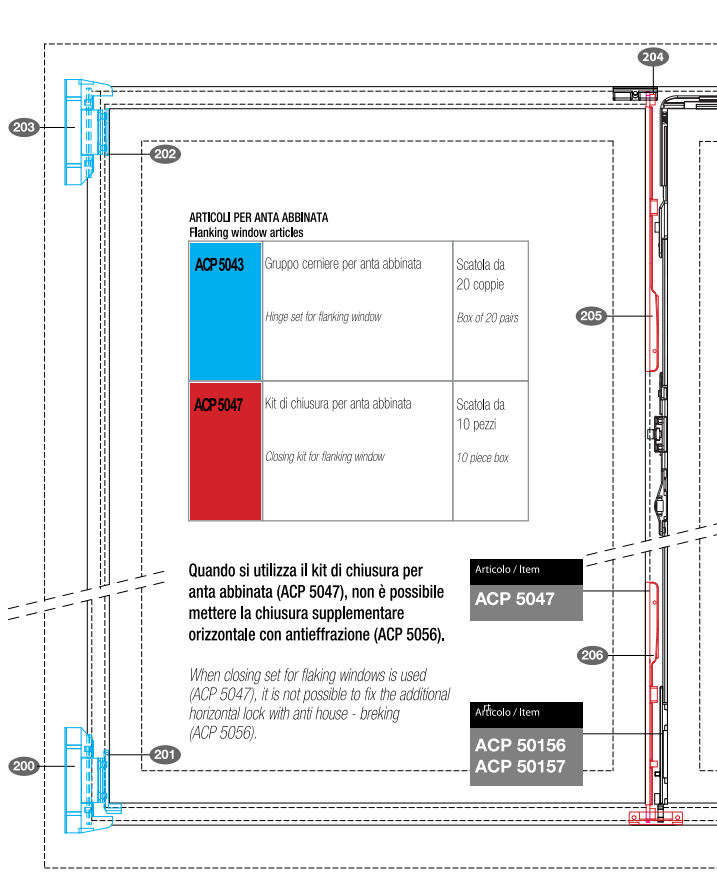 204
203
202
ARTICOLI PER ANTA ABBINATA
Flanking window articles
ACP 5043
Gruppo cerniere per anta abbinata
Scatola da
20 coppie
Hinge set for flanking window
Box of 20 pairs
205
ACP 5047
Kit di chiusura per anta abbinata
Scatola da
10 pezzi
Closing kit for flanking window
10 piece box
Quando si utilizza il kit di chiusura per
anta abbinata (ACP 5047), non è possibile
mettere la chiusura supplementare
orizzontale con antieffrazione (ACP 5056).
Articolo / Item
ACP 5047
When closing set for flaking windows is used
(ACP 5047), it is not possible to fix the additional
horizontal lock with anti house - breking
(ACP 5056).
206
Articolo / Item
ACP 50156
ACP 50157
201
200